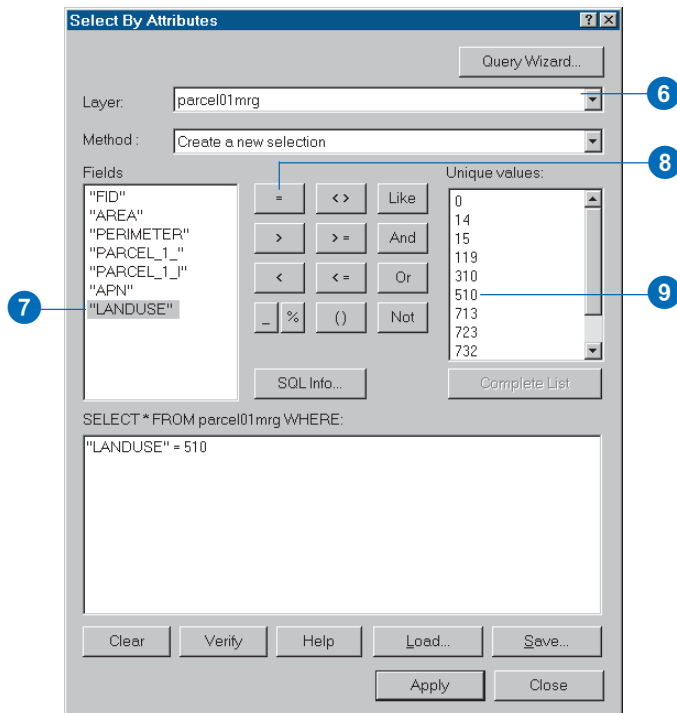 Select By Attributes
Query Wizard...
Layer: parcel01mrg
6
Method : Create a new selection
8
Fields
Unique values:
"FID"
"AREA"
"PERIMETER"
"PARCEL_1_"
"PARCEL_1_I"
"APN"
"LANDUSE"
7
= <> Like
> >= And
< <= Or
_ % () Not
0
14
15
119
310
510
713
723
732
9
SQL Info...
Complete List
SELECT * FROM parcel01mrg WHERE:
"LANDUSE" = 510
Clear Verify Help Load... Save...
Apply Close